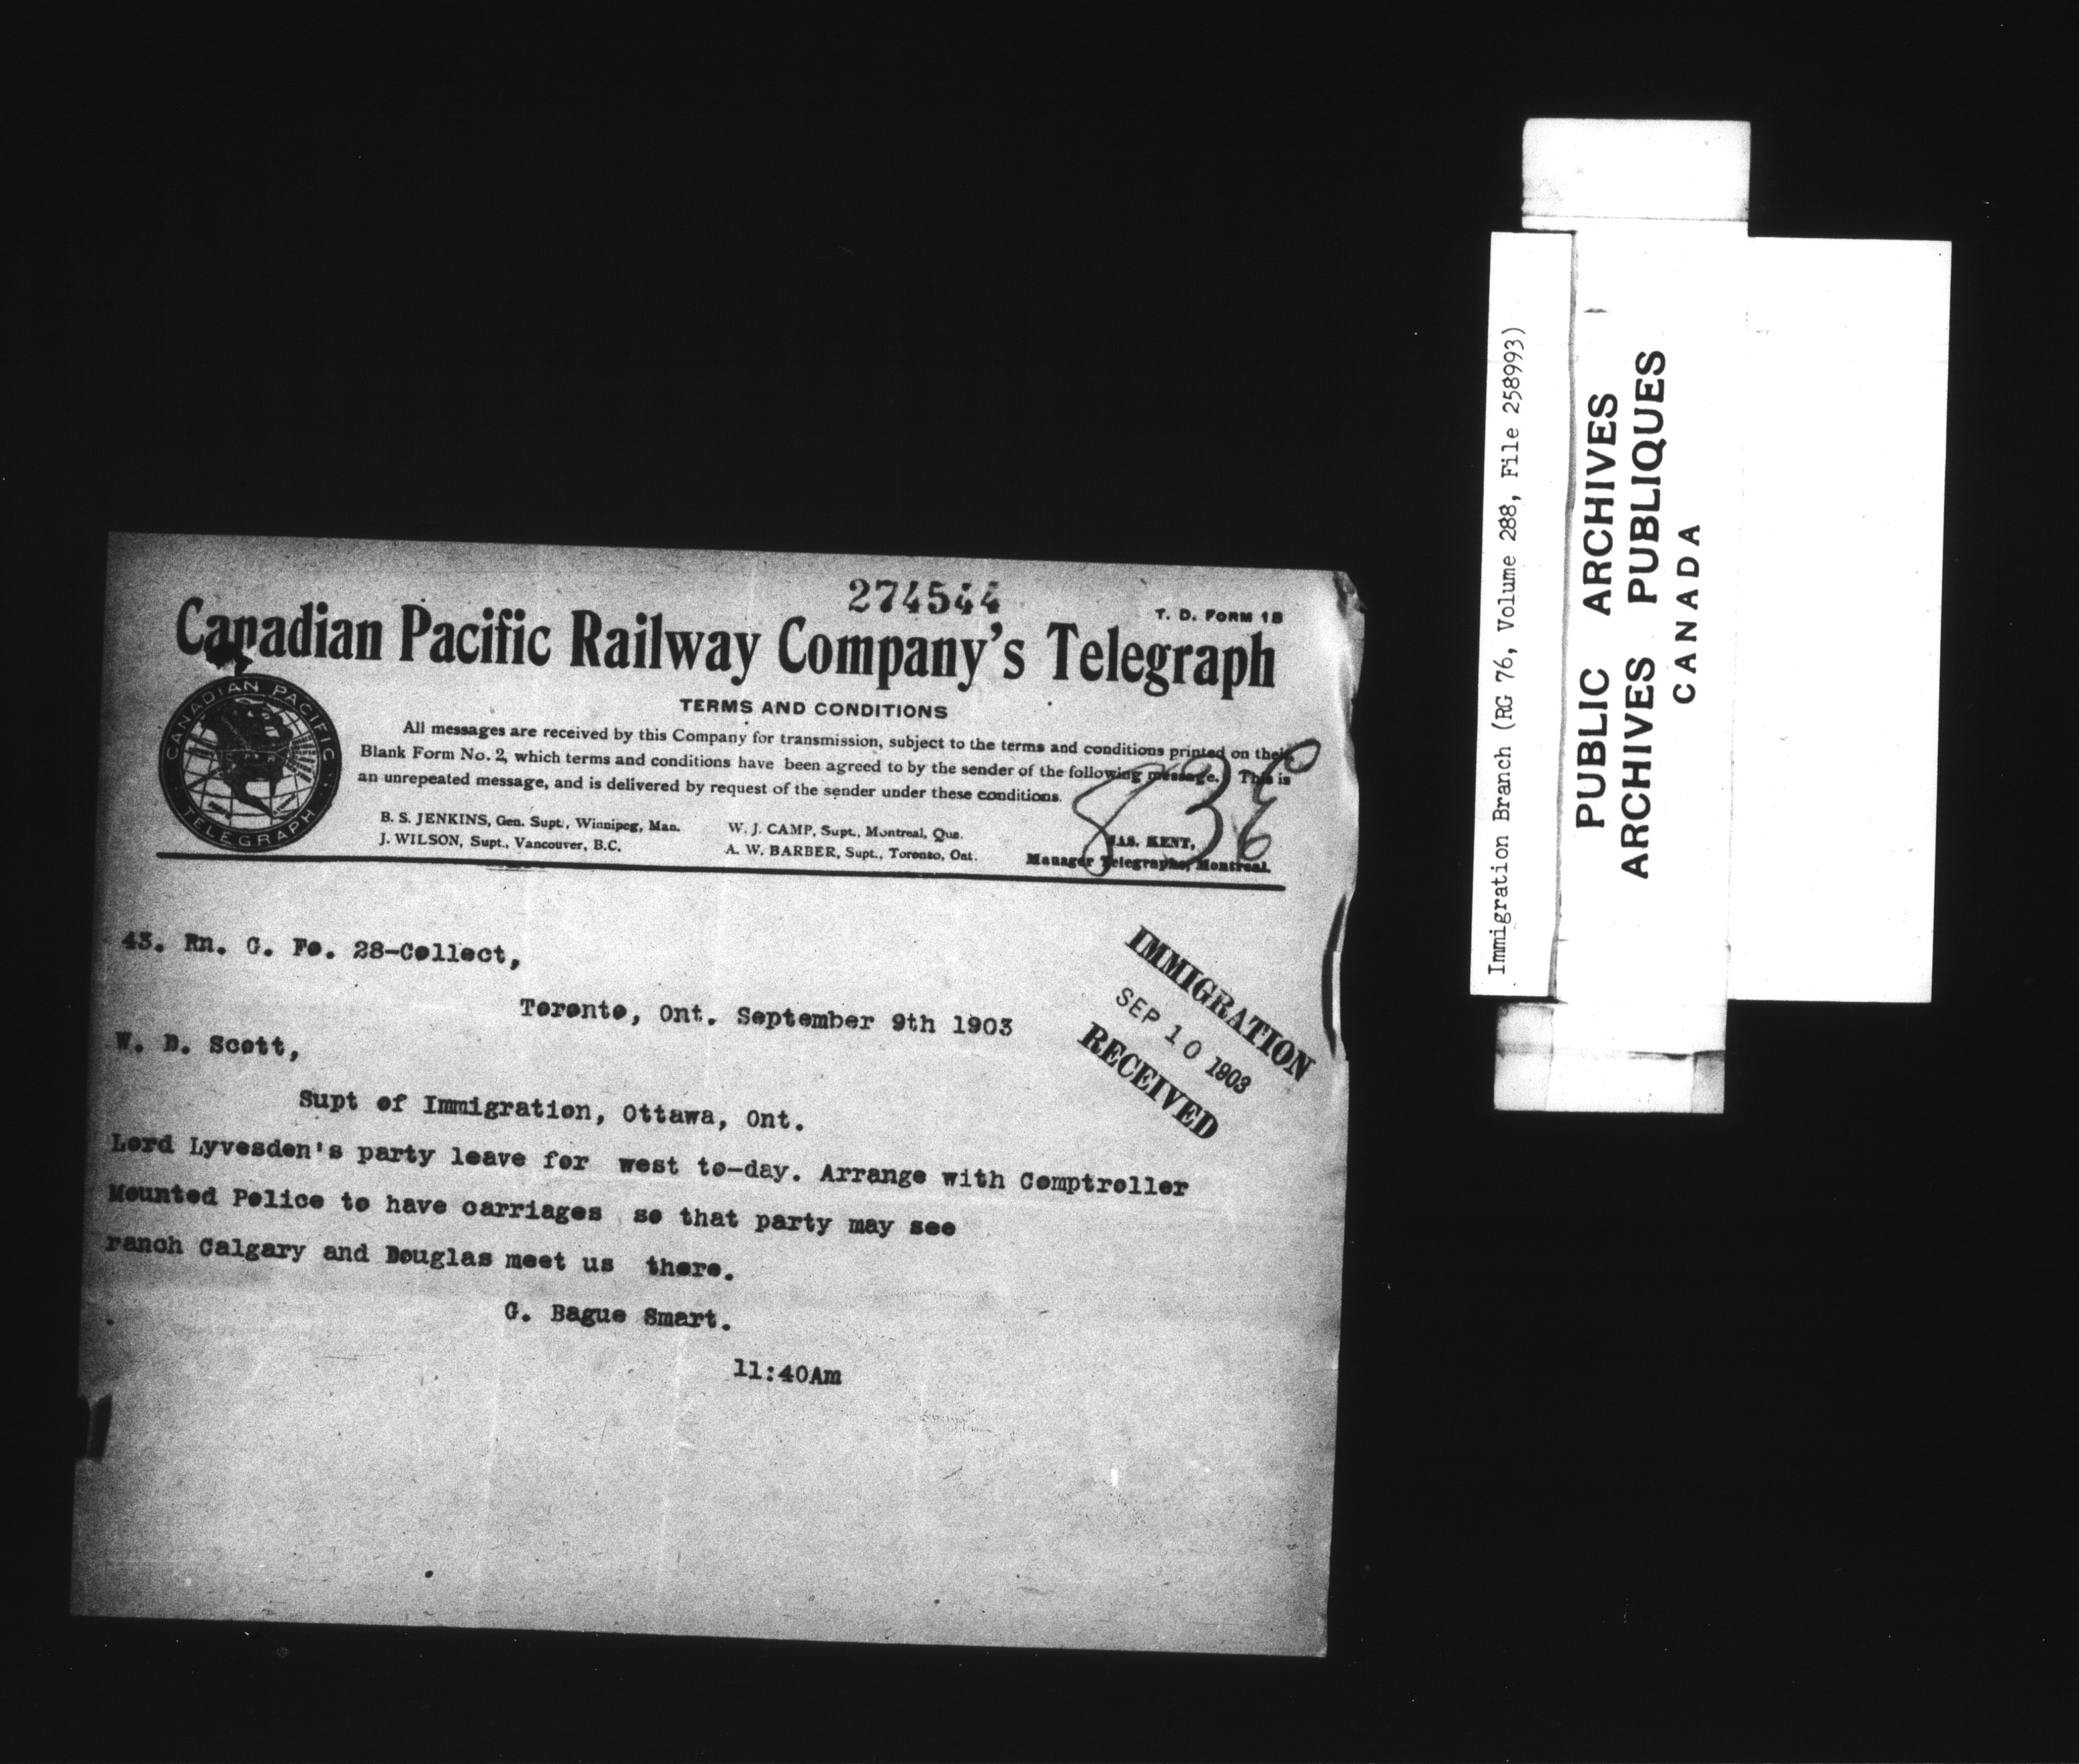 274544
T. D. FORM 1B
Canadian Pacific Railway Company's Telegraph
TERMS AND CONDITIONS
All messages are received by this Company for transmission, subject to the terms and conditions printed on their
Blank Form No. 2, which terms and conditions have been agreed to by the sender of the following message. This is
an unrepeated message, and is delivered by request of the sender under these conditions.
CANADIAN PACIFIC
TELEGRAPH
B. S. JENKINS, Gen. Supt., Winnipeg, Man.
J. WILSON, Supt., Vancouver, B.C.
W. J. CAMP, Supt., Montreal, Que.
A. W. BARBER, Supt., Toronto, Ont.
JAS. KENT,
Manager Telegraphs, Montreal.
43. Rn. G. Fo. 28-Collect,
Toronto, Ont. September 9th 1903
W. D. Scott,
Supt of Immigration, Ottawa, Ont.
Lord Lyvesden's party leave for west to-day. Arrange with Comptroller
Mounted Police to have carriages so that party may see
ranch Calgary and Douglas meet us there.
G. Bague Smart.
11:40Am
IMMIGRATION
SEP 10 1903
RECEIVED
Immigration Branch (RG 76, Volume 288, File 258993)
PUBLIC ARCHIVES
ARCHIVES PUBLIQUES
CANADA